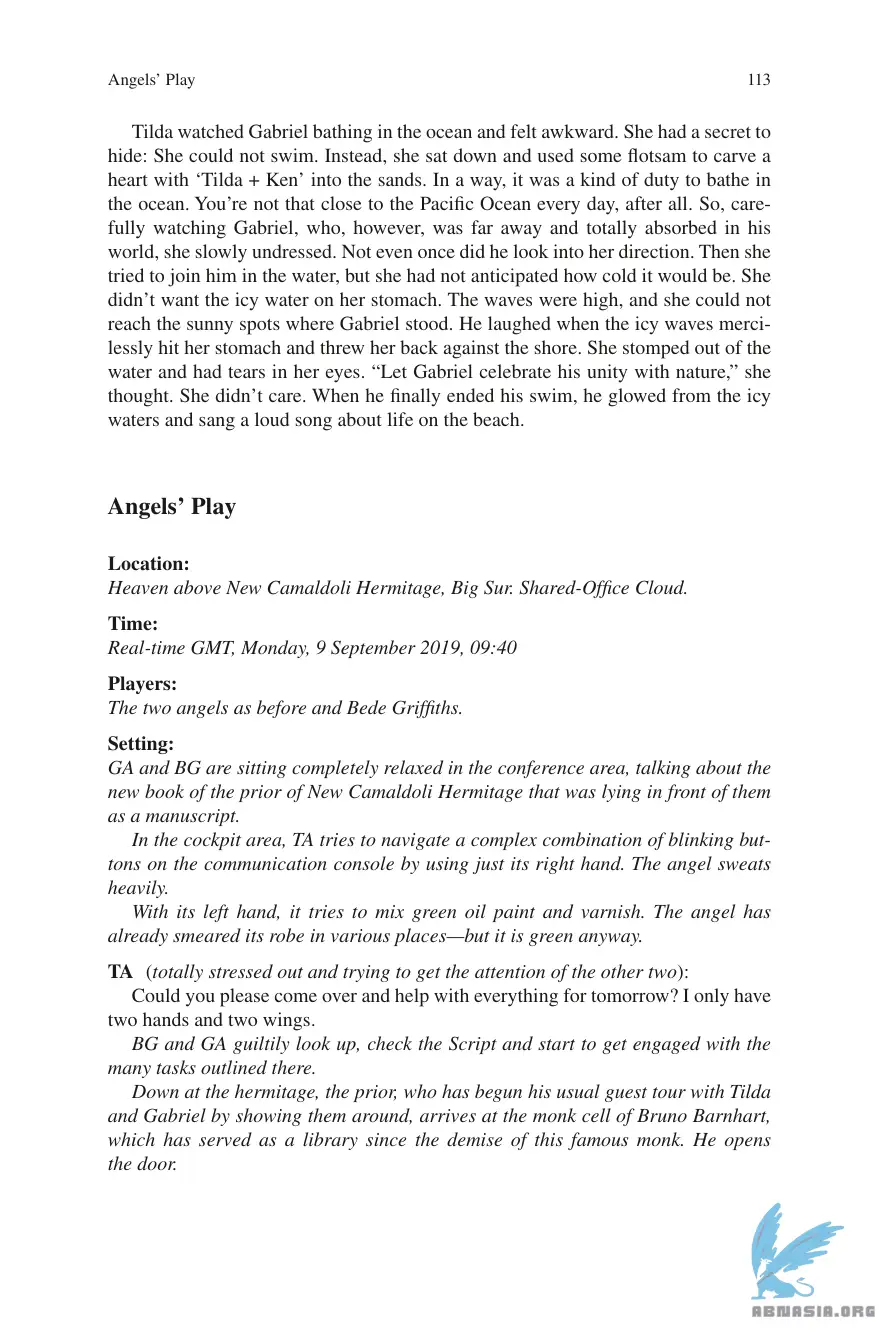 Angels’ Play 113
Tilda watched Gabriel bathing in the ocean and felt awkward. She had a secret to
hide: She could not swim. Instead, she sat down and used some flotsam to carve a
heart with ‘Tilda + Ken’ into the sands. In a way, it was a kind of duty to bathe in
the ocean. You’re not that close to the Pacific Ocean every day, after all. So, care-
fully watching Gabriel, who, however, was far away and totally absorbed in his
world, she slowly undressed. Not even once did he look into her direction. Then she
tried to join him in the water, but she had not anticipated how cold it would be. She
didn’t want the icy water on her stomach. The waves were high, and she could not
reach the sunny spots where Gabriel stood. He laughed when the icy waves merci-
lessly hit her stomach and threw her back against the shore. She stomped out of the
water and had tears in her eyes. “Let Gabriel celebrate his unity with nature,” she
thought. She didn’t care. When he finally ended his swim, he glowed from the icy
waters and sang a loud song about life on the beach.
Angels’ Play
Location:
Heaven above New Camaldoli Hermitage, Big Sur. Shared-Office Cloud.
Time:
Real-time GMT, Monday, 9 September 2019, 09:40
Players:
The two angels as before and Bede Griffiths.
Setting:
GA and BG are sitting completely relaxed in the conference area, talking about the
new book of the prior of New Camaldoli Hermitage that was lying in front of them
as a manuscript.
In the cockpit area, TA tries to navigate a complex combination of blinking but-
tons on the communication console by using just its right hand. The angel sweats
heavily.
With its left hand, it tries to mix green oil paint and varnish. The angel has
already smeared its robe in various places—but it is green anyway.
TA (totally stressed out and trying to get the attention of the other two):
Could you please come over and help with everything for tomorrow? I only have
two hands and two wings.
BG and GA guiltily look up, check the Script and start to get engaged with the
many tasks outlined there.
Down at the hermitage, the prior, who has begun his usual guest tour with Tilda
and Gabriel by showing them around, arrives at the monk cell of Bruno Barnhart,
which has served as a library since the demise of this famous monk. He opens
the door.
ABNASIA.ORG